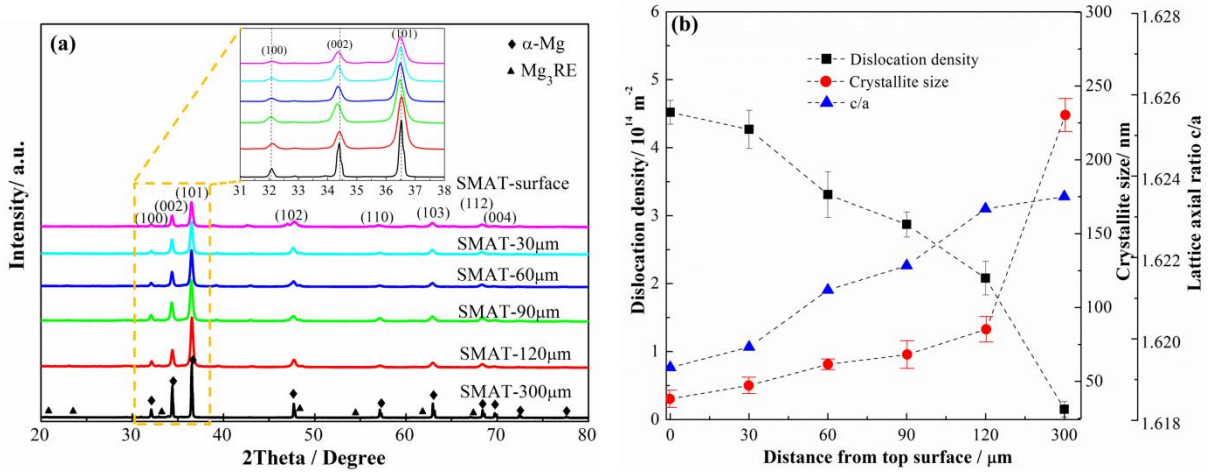 (a)
◆ α-Mg
▲ Mg₃RE
(100)
(002)
(101)
31 32 33 34 35 36 37 38
SMAT-surface
(100)
(002)
(101)
(102)
(110)
(103)
(112)
(004)
SMAT-30μm
SMAT-60μm
SMAT-90μm
SMAT-120μm
SMAT-300μm
Intensity/ a.u.
20 30 40 50 60 70 80
2Theta / Degree
(b)
Dislocation density
Crystallite size
c/a
Dislocation density/ 10¹⁴ m⁻²
6
5
4
3
2
1
0
0 30 60 90 120 300
Distance from top surface / μm
300
250
200
150
100
50
Crystallite size/ nm
1.628
1.626
1.624
1.622
1.620
1.618
Lattice axial ratio c/a